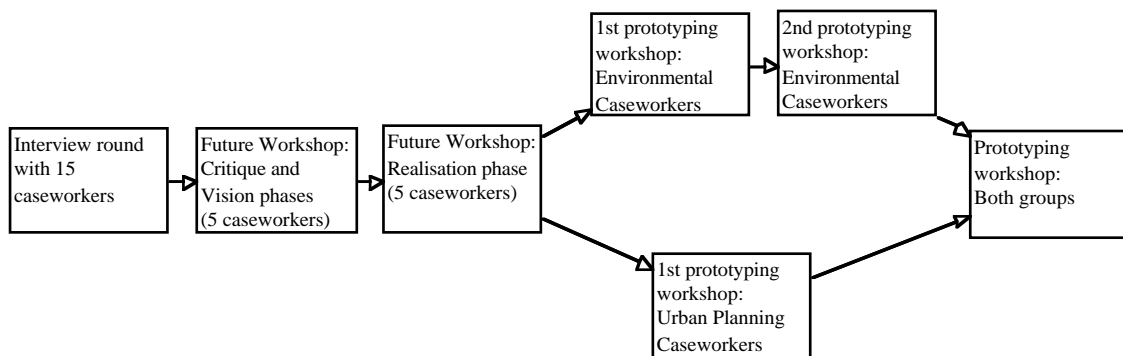 Interview round
with 15
caseworkers
Future Workshop:
Critique and
Vision phases
(5 caseworkers)
Future Workshop:
Realisation phase
(5 caseworkers)
1st prototyping
workshop:
Environmental
Caseworkers
2nd prototyping
workshop:
Environmental
Caseworkers
1st prototyping
workshop:
Urban Planning
Caseworkers
Prototyping
workshop:
Both groups